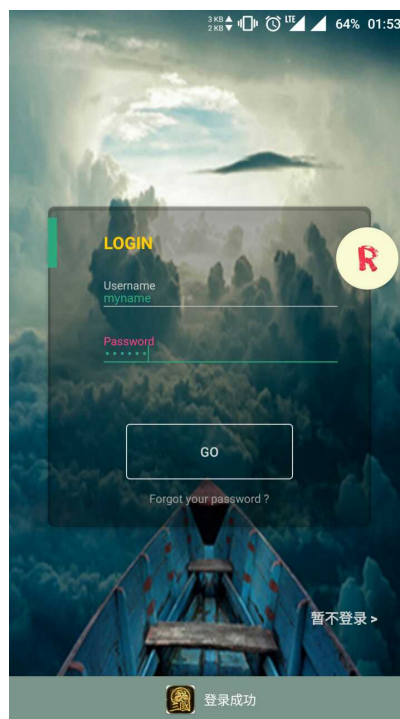 3 KB
2 KB
LTE
64% 01:53
LOGIN
R
Username
myname
Password
••••••
GO
Forgot your password ?
暂不登录 >
登录成功